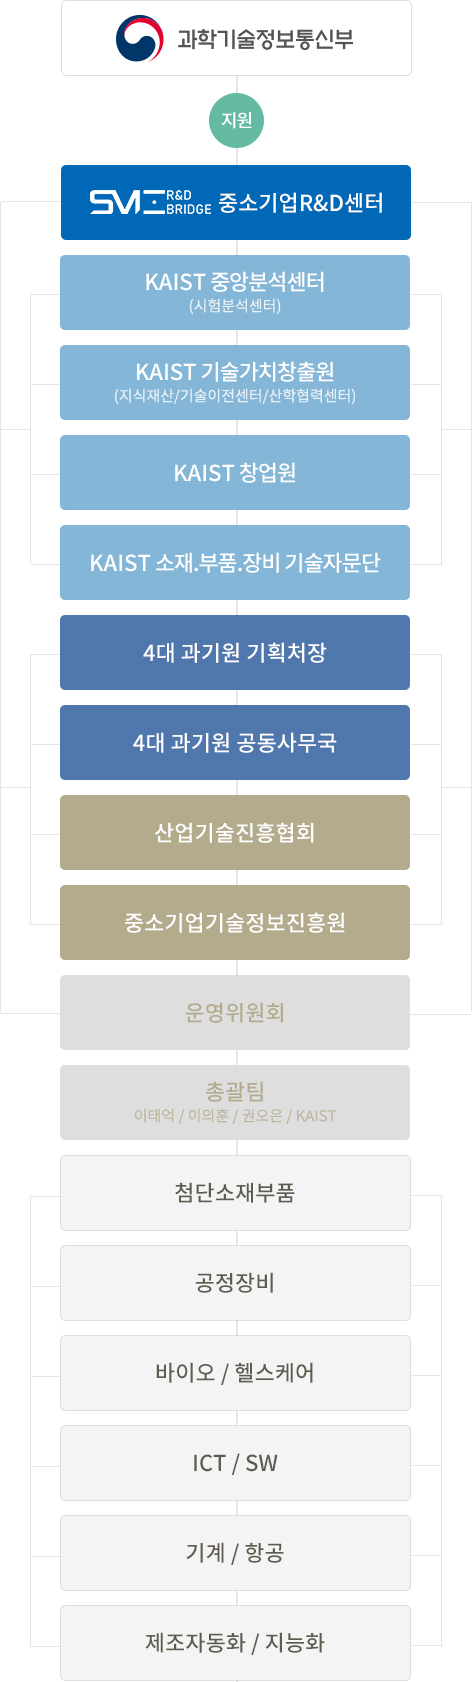 과학기술정보통신부
지원
SME R&D BRIDGE 중소기업R&D센터
KAIST 중앙분석센터
(시험분석센터)
KAIST 기술가치창출원
(지식재산/기술이전센터/산학협력센터)
KAIST 창업원
KAIST 소재.부품.장비 기술자문단
4대 과기원 기획처장
4대 과기원 공동사무국
산업기술진흥협회
중소기업기술정보진흥원
운영위원회
총괄팀
이태억 / 이의훈 / 권오은 / KAIST
첨단소재부품
공정장비
바이오 / 헬스케어
ICT / SW
기계 / 항공
제조자동화 / 지능화